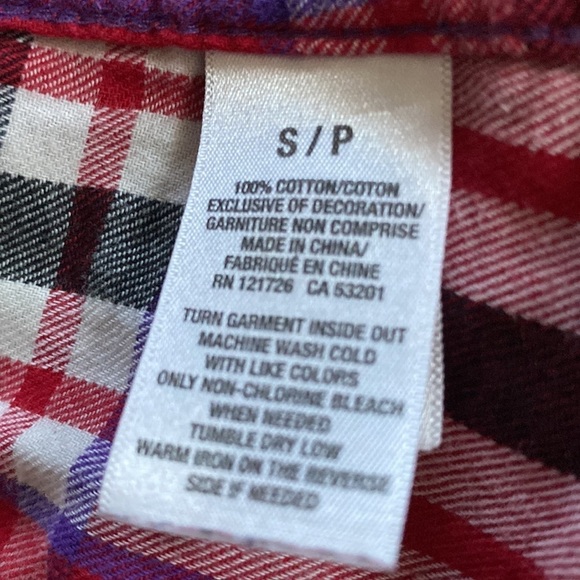 S / P
100% COTTON/COTON
EXCLUSIVE OF DECORATION/
GARNITURE NON COMPRISE
MADE IN CHINA/
FABRIQUÉ EN CHINE
RN 121726 CA 53201
TURN GARMENT INSIDE OUT
MACHINE WASH COLD
WITH LIKE COLORS
ONLY NON-CHLORINE BLEACH
WHEN NEEDED
TUMBLE DRY LOW
WARM IRON ON THE REVERSE
SIDE IF NEEDED